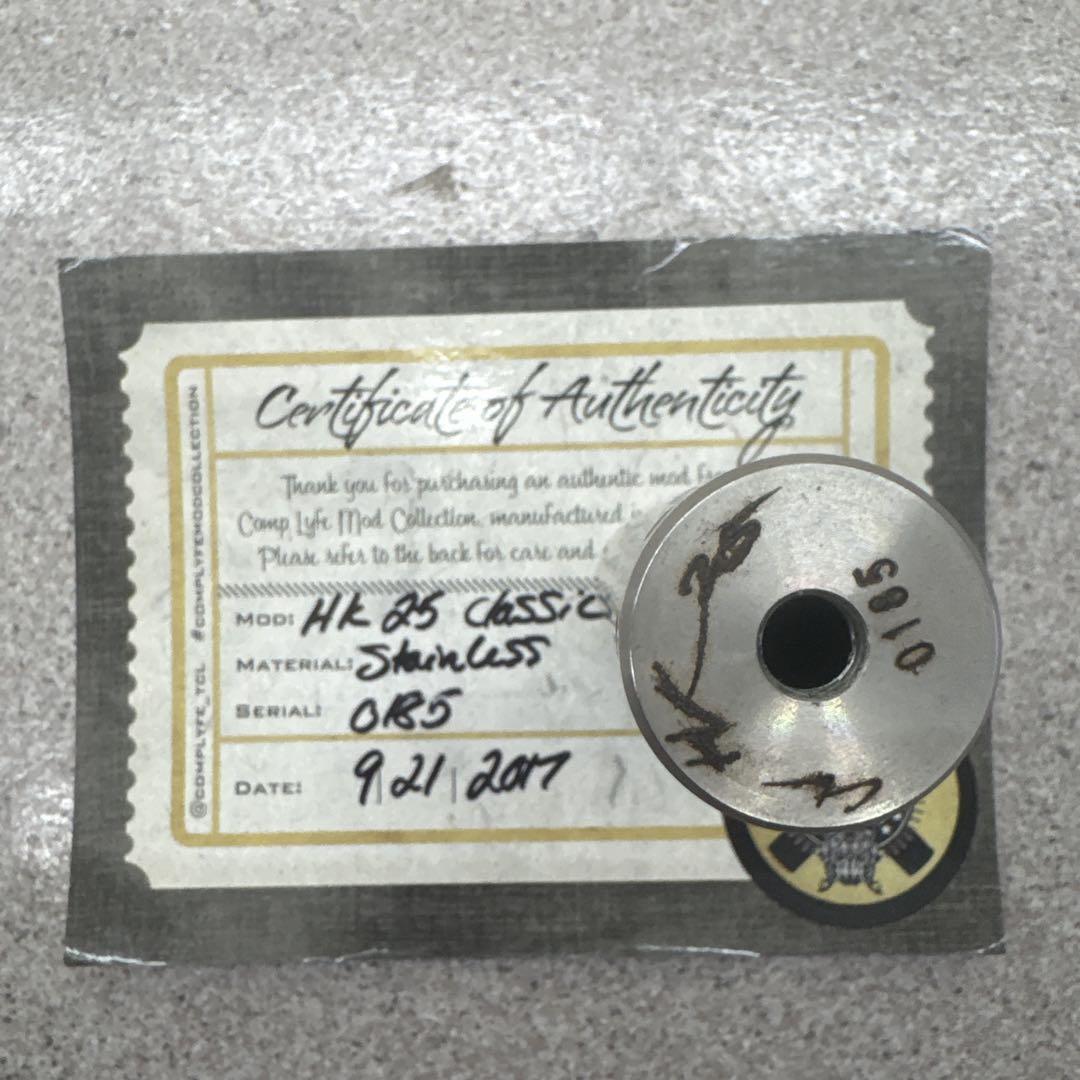 Certificate of Authenticity
Thank you for purchasing an authentic mod
Comp Lyfe Mod Collection, manufactured
Please refer to the back for care and
MOD: HK 25 Classic
MATERIAL: Stainless
SERIAL: 0185
DATE: 9|21|2017
@COMPLYFE_TCL #COMPLYFEMODCOLLECTION
0185